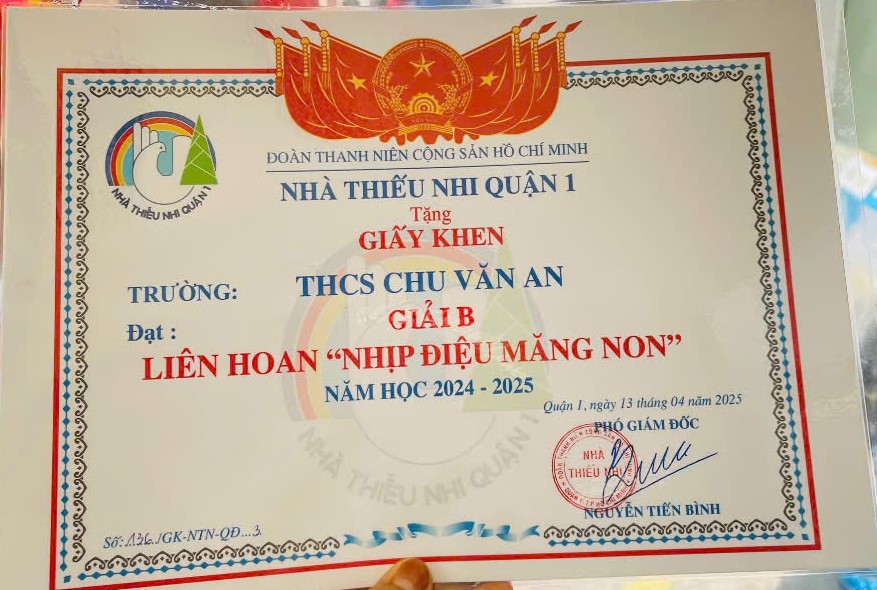 ĐOÀN THANH NIÊN CỘNG SẢN HỒ CHÍ MINH
NHÀ THIẾU NHI QUẬN 1
NHÀ THIẾU NHI QUẬN 1
Tặng
GIẤY KHEN
TRƯỜNG: THCS CHU VĂN AN
Đạt :
GIẢI B
LIÊN HOAN “NHỊP ĐIỆU MĂNG NON”
NĂM HỌC 2024 - 2025
Quận 1, ngày 13 tháng 04 năm 2025
PHÓ GIÁM ĐỐC
NHÀ
THIẾU NHI
NGUYỄN TIẾN BÌNH
NHÀ THIẾU NHI QUẬN 1
Số: 126/GK-NTN-QĐ...3